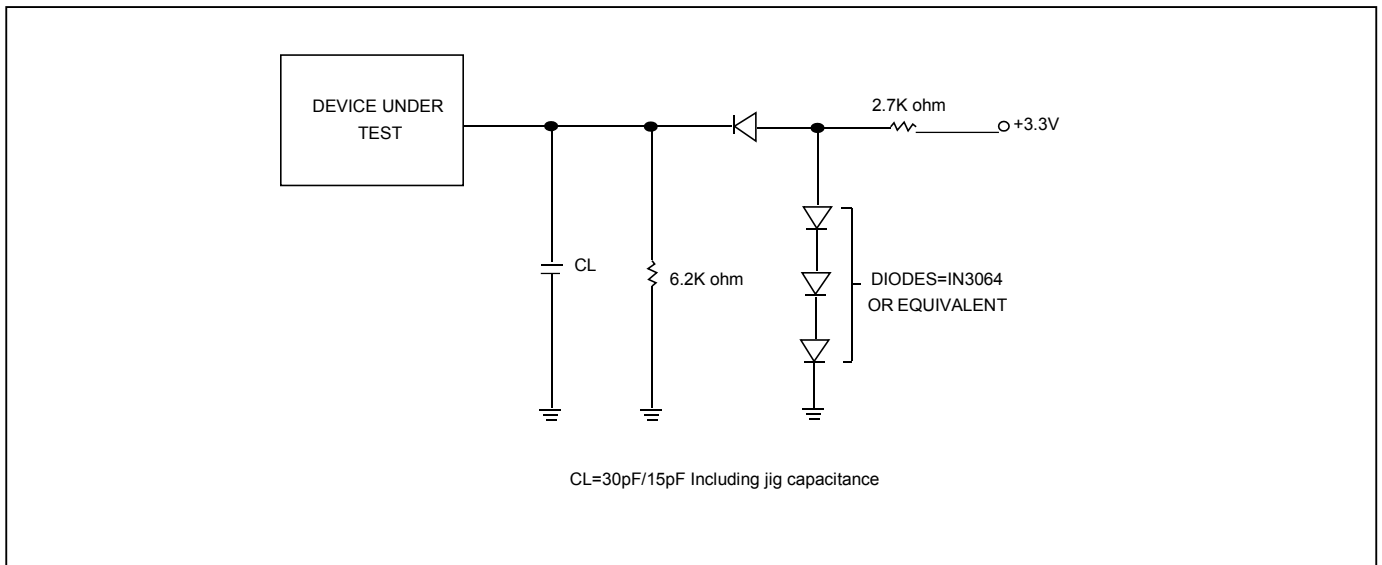 DEVICE UNDER
TEST
2.7K ohm
+3.3V
CL
6.2K ohm
DIODES=IN3064
OR EQUIVALENT
CL=30pF/15pF Including jig capacitance